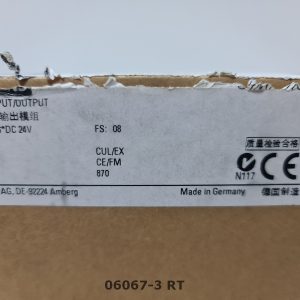 PUT/OUTPUT
输出模组
*DC 24V
FS: 08
CUL/EX
CE/FM
870
质量检验合格
CE
N117
AG, DE-92224 Amberg
Made in Germany
德国制造
06067-3 RT